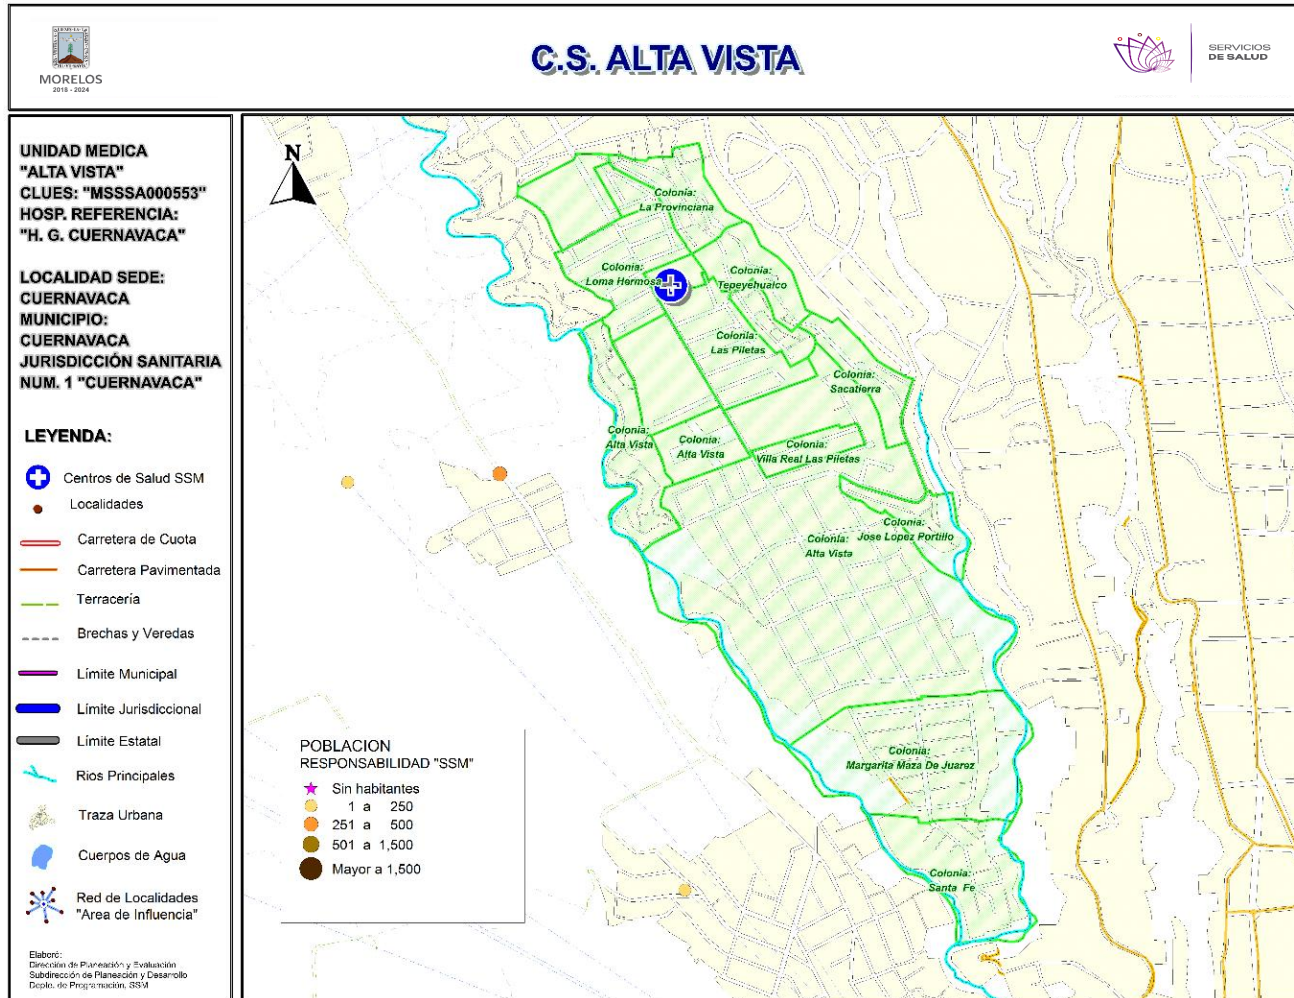 MORELOS
2018 - 2024
C.S. ALTA VISTA
SERVICIOS
DE SALUD
UNIDAD MEDICA
"ALTA VISTA"
CLUES: "MSSSA000553"
HOSP. REFERENCIA:
"H. G. CUERNAVACA"
LOCALIDAD SEDE:
CUERNAVACA
MUNICIPIO:
CUERNAVACA
JURISDICCIÓN SANITARIA
NUM. 1 "CUERNAVACA"
LEYENDA:
Centros de Salud SSM
Localidades
Carretera de Cuota
Carretera Pavimentada
Terracería
Brechas y Veredas
Límite Municipal
Límite Jurisdiccional
Límite Estatal
Rios Principales
Traza Urbana
Cuerpos de Agua
Red de Localidades
"Area de Influencia"
Elaboró:
Dirección de Planeación y Evaluación
Subdirección de Planeación y Desarrollo
Depto. de Programación, SSM
N
Colonia:
La Provinciana
Colonia:
Loma Hermosa
Colonia:
Tepeyehuaico
Colonia:
Las Piletas
Colonia:
Sacatierra
Colonia:
Alta Vista
Colonia:
Alta Vista
Colonia:
Villa Real Las Piletas
Colonia:
Jose Lopez Portillo
Colonia:
Alta Vista
Colonia:
Margarita Maza De Juarez
Colonia:
Santa Fe
POBLACION
RESPONSABILIDAD "SSM"
Sin habitantes
1 a 250
251 a 500
501 a 1,500
Mayor a 1,500